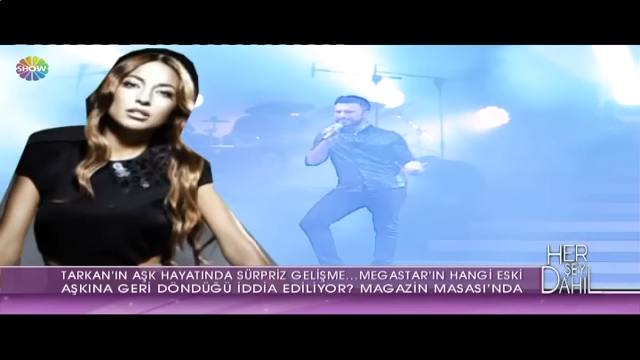 SHOW
TARKAN'IN AŞK HAYATINDA SÜRPRİZ GELİŞME...MEGASTAR'IN HANGİ ESKİ
AŞKINA GERİ DÖNDÜĞÜ İDDİA EDİLİYOR? MAGAZİN MASASI'NDA
HER
ŞEY
DAHİL